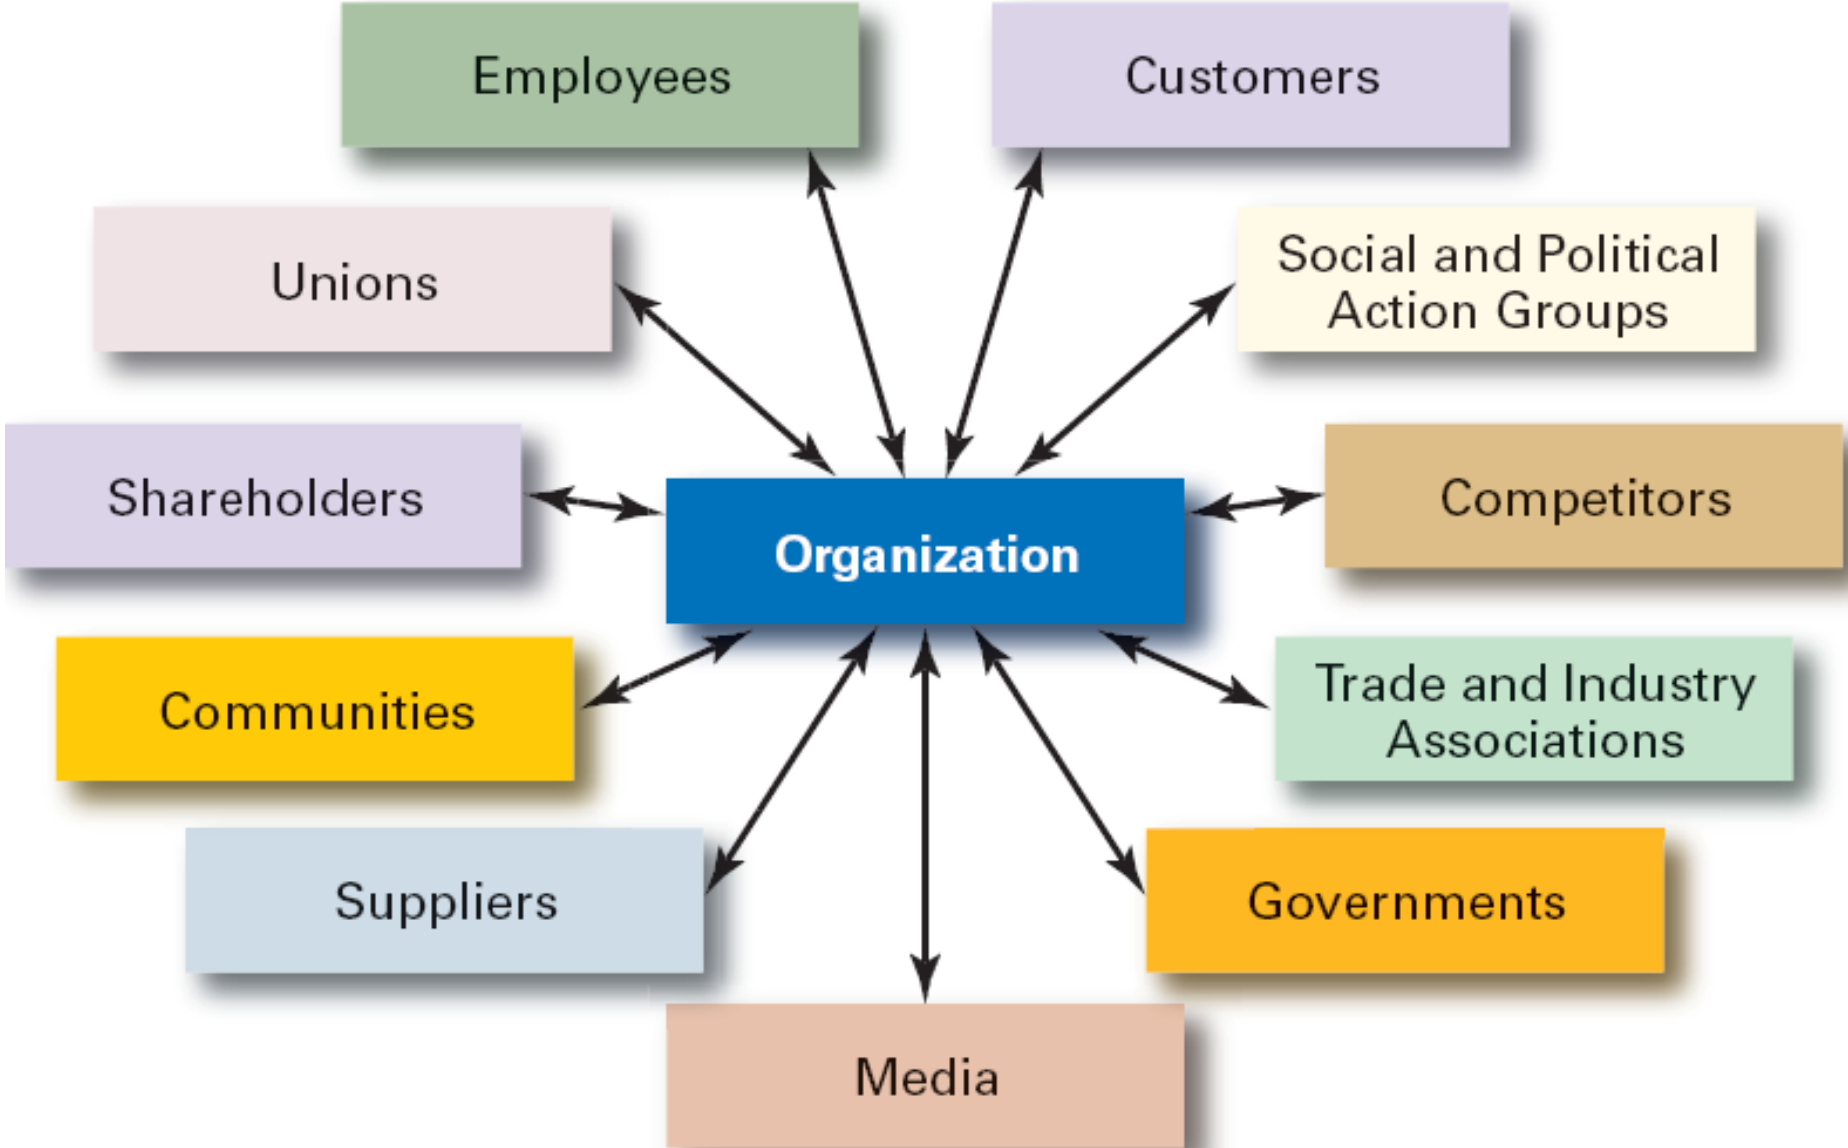 Employees
Customers
Unions
Social and Political
Action Groups
Shareholders
Organization
Competitors
Communities
Trade and Industry
Associations
Suppliers
Governments
Media